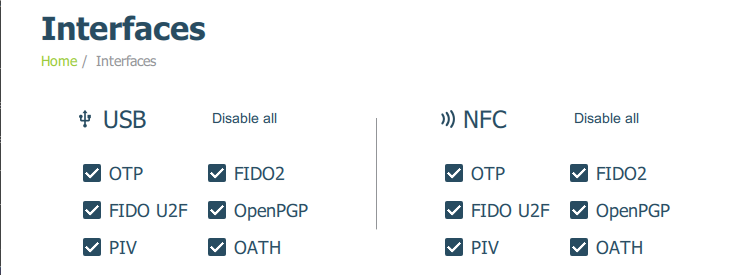 Interfaces
Home / Interfaces
USB Disable all
NFC Disable all
OTP FIDO2
OTP FIDO2
FIDO U2F OpenPGP
FIDO U2F OpenPGP
PIV OATH
PIV OATH